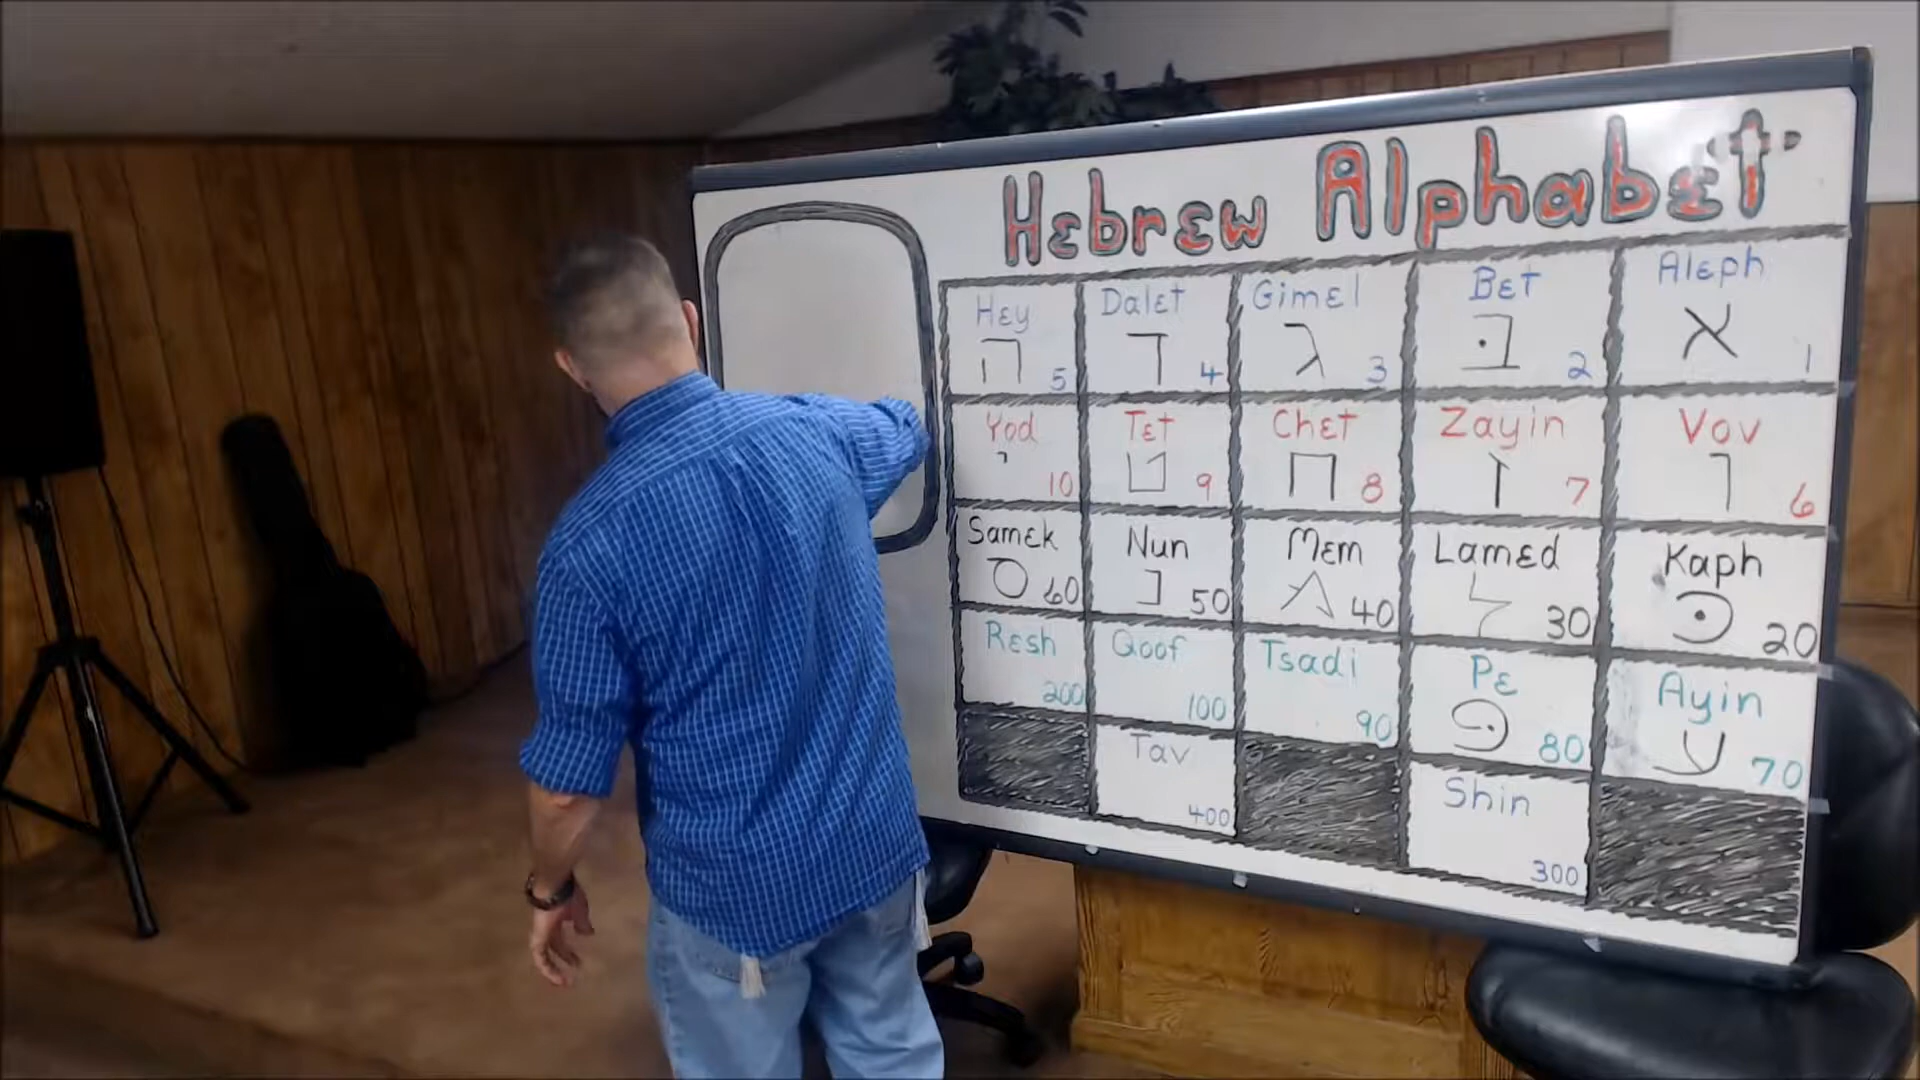 Hebrew Alphabet
Aleph
א 1
Bet
בּ 2
Gimel
ג 3
Dalet
ד 4
Hey
ה 5
Vov
ו 6
Zayin
ז 7
Chet
ח 8
Tet
ט 9
Yod
י 10
Kaph
כּ 20
Lamed
ל 30
Mem
מ 40
Nun
נ 50
Samek
ס 60
Ayin
ע 70
Pe
פּ 80
Tsadi
90
Qoof
100
Resh
200
Shin
300
Tav
400